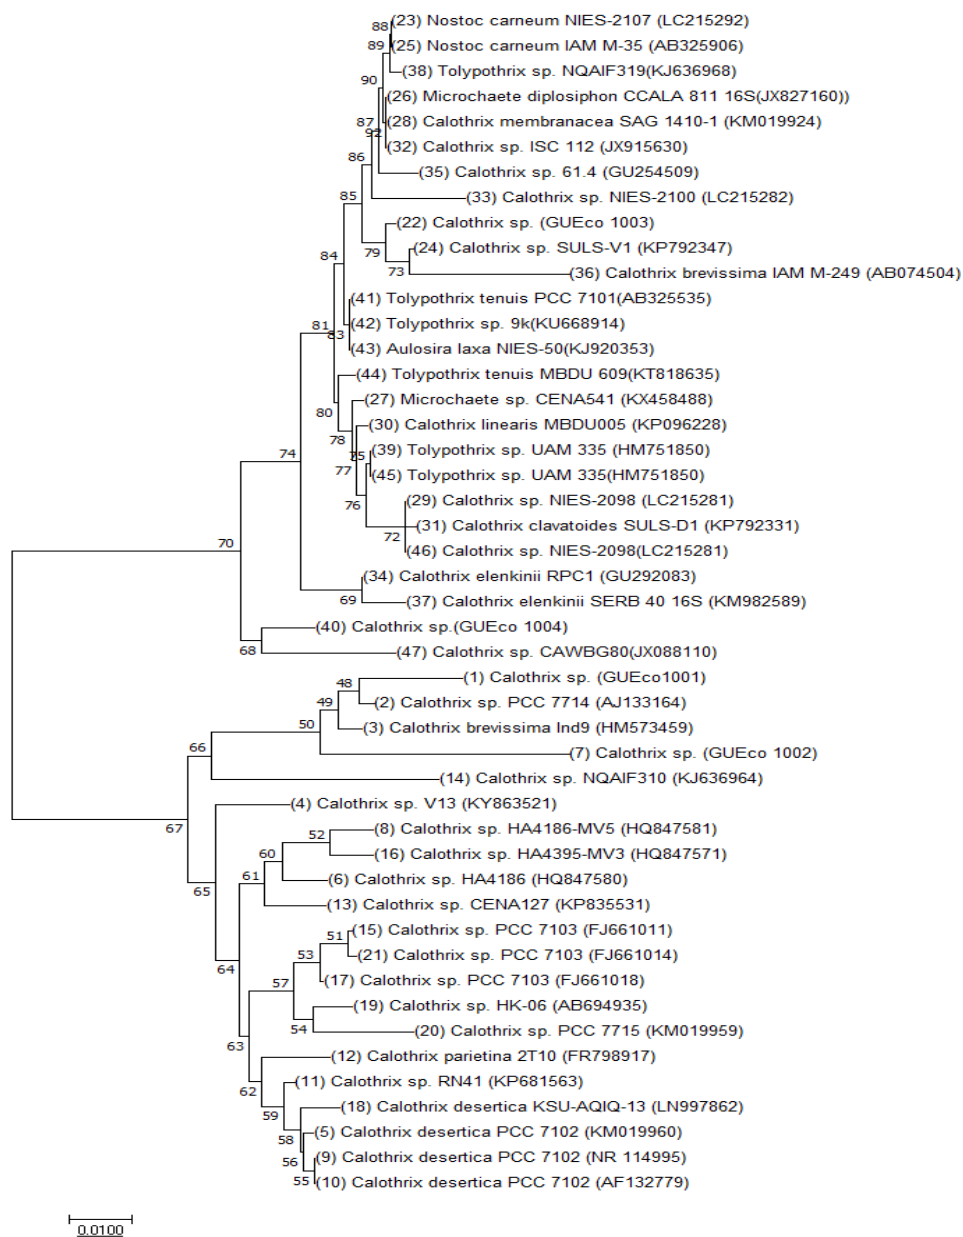 88
(23) Nostoc carneum NIES-2107 (LC215292)
89
(25) Nostoc carneum IAM M-35 (AB325906)
(38) Tolypothrix sp. NQAIF319(KJ636968)
90
(26) Microchaete diplosiphon CCALA 811 16S(JX827160))
87
(28) Calothrix membranacea SAG 1410-1 (KM019924)
92
(32) Calothrix sp. ISC 112 (JX915630)
86
(35) Calothrix sp. 61.4 (GU254509)
85
(33) Calothrix sp. NIES-2100 (LC215282)
(22) Calothrix sp. (GUEco 1003)
79
(24) Calothrix sp. SULS-V1 (KP792347)
84
73
(36) Calothrix brevissima IAM M-249 (AB074504)
(41) Tolypothrix tenuis PCC 7101(AB325535)
81
(42) Tolypothrix sp. 9k(KU668914)
83
(43) Aulosira laxa NIES-50(KJ920353)
(44) Tolypothrix tenuis MBDU 609(KT818635)
80
(27) Microchaete sp. CENA541 (KX458488)
78
(30) Calothrix linearis MBDU005 (KP096228)
74
75
(39) Tolypothrix sp. UAM 335 (HM751850)
77
(45) Tolypothrix sp. UAM 335(HM751850)
76
(29) Calothrix sp. NIES-2098 (LC215281)
(31) Calothrix clavatoides SULS-D1 (KP792331)
72
(46) Calothrix sp. NIES-2098(LC215281)
70
(34) Calothrix elenkinii RPC1 (GU292083)
69
(37) Calothrix elenkinii SERB 40 16S (KM982589)
(40) Calothrix sp.(GUEco 1004)
68
(47) Calothrix sp. CAWBG80(JX088110)
48
(1) Calothrix sp. (GUEco1001)
49
(2) Calothrix sp. PCC 7714 (AJ133164)
50
(3) Calothrix brevissima Ind9 (HM573459)
66
(7) Calothrix sp. (GUEco 1002)
(14) Calothrix sp. NQAIF310 (KJ636964)
67
(4) Calothrix sp. V13 (KY863521)
52
(8) Calothrix sp. HA4186-MV5 (HQ847581)
60
(16) Calothrix sp. HA4395-MV3 (HQ847571)
61
(6) Calothrix sp. HA4186 (HQ847580)
65
(13) Calothrix sp. CENA127 (KP835531)
51
(15) Calothrix sp. PCC 7103 (FJ661011)
53
(21) Calothrix sp. PCC 7103 (FJ661014)
64
57
(17) Calothrix sp. PCC 7103 (FJ661018)
(19) Calothrix sp. HK-06 (AB694935)
54
(20) Calothrix sp. PCC 7715 (KM019959)
63
(12) Calothrix parietina 2T10 (FR798917)
62
(11) Calothrix sp. RN41 (KP681563)
59
(18) Calothrix desertica KSU-AQIQ-13 (LN997862)
58
(5) Calothrix desertica PCC 7102 (KM019960)
56
(9) Calothrix desertica PCC 7102 (NR 114995)
55
(10) Calothrix desertica PCC 7102 (AF132779)
0.0100